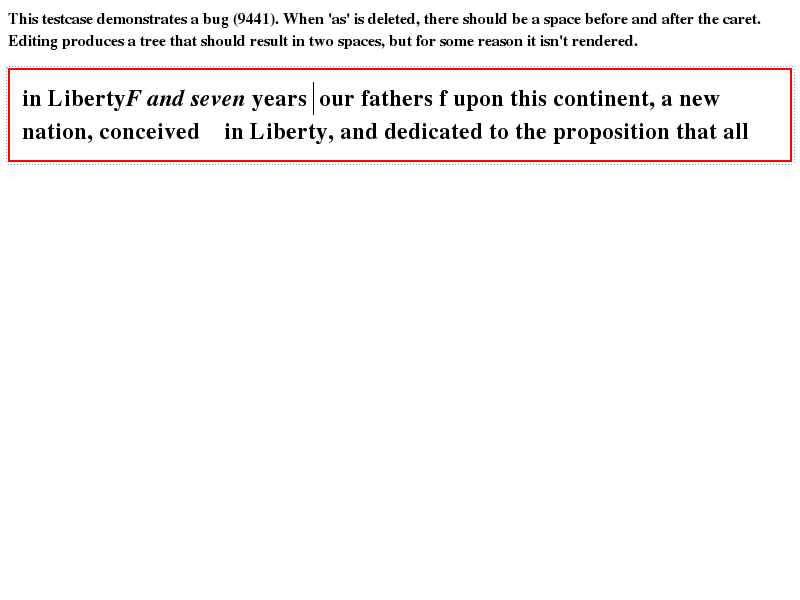 This testcase demonstrates a bug (9441). When 'as' is deleted, there should be a space before and after the caret.
Editing produces a tree that should result in two spaces, but for some reason it isn't rendered.
in LibertyF and seven years our fathers f upon this continent, a new
nation, conceived    in Liberty, and dedicated to the proposition that all